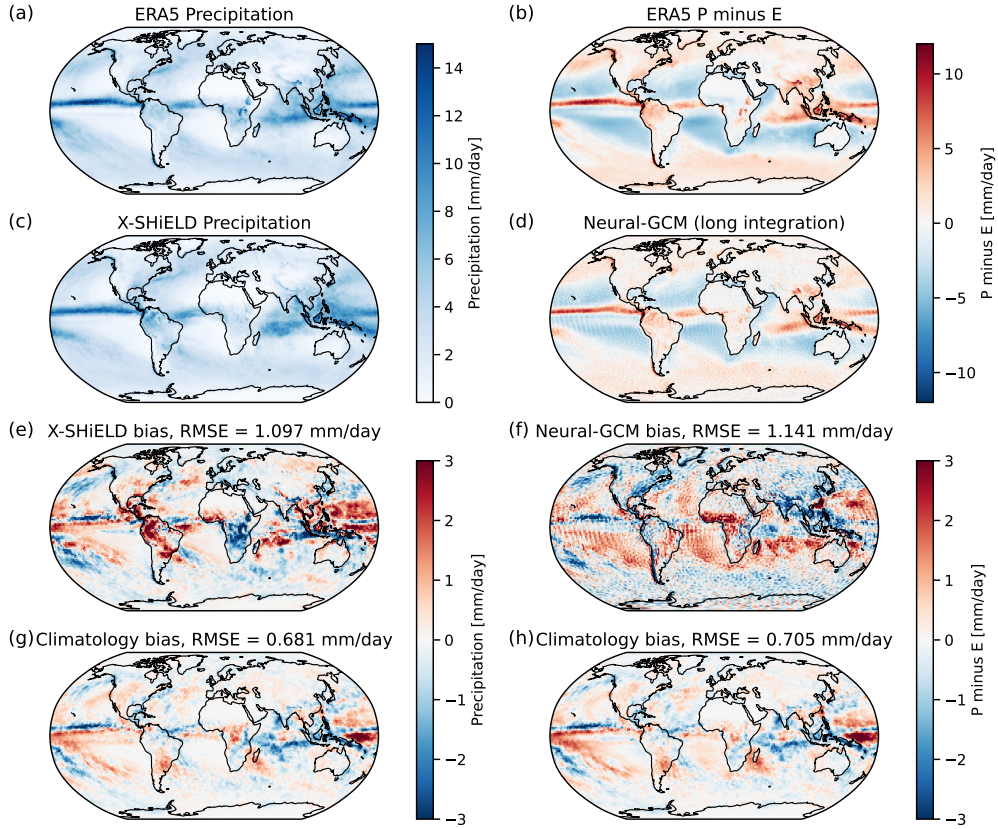 (a)
ERA5 Precipitation
(b)
ERA5 P minus E
14
12
10
8
6
4
2
0
Precipitation [mm/day]
10
5
0
−5
−10
P minus E [mm/day]
(c)
X-SHiELD Precipitation
(d)
Neural-GCM (long integration)
(e)
X-SHiELD bias, RMSE = 1.097 mm/day
(f)
Neural-GCM bias, RMSE = 1.141 mm/day
3
2
1
0
−1
−2
−3
Precipitation [mm/day]
3
2
1
0
−1
−2
−3
P minus E [mm/day]
(g)
Climatology bias, RMSE = 0.681 mm/day
(h)
Climatology bias, RMSE = 0.705 mm/day